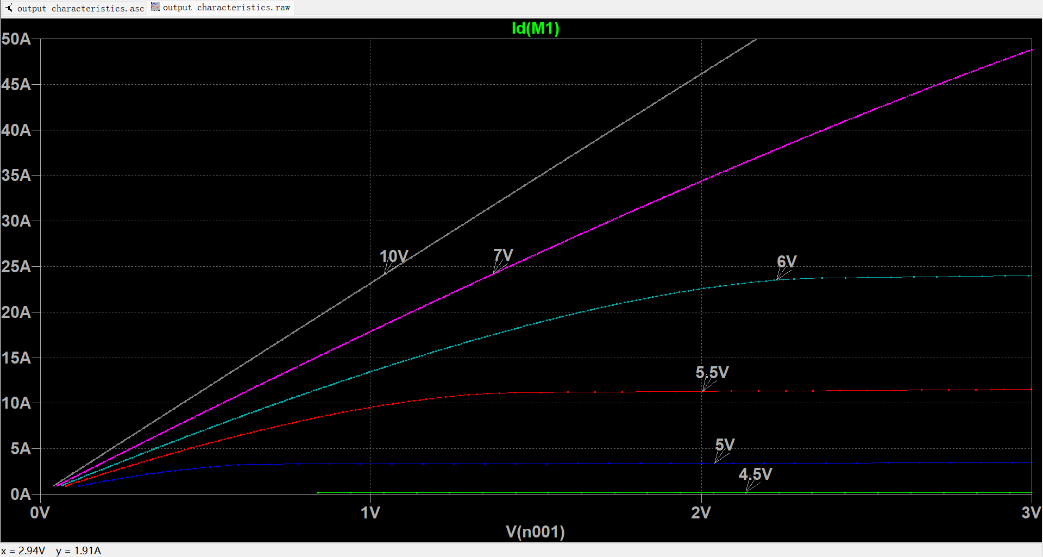 output characteristics.asc output characteristics.raw
Id(M1)
50A
45A
40A
35A
30A
25A
20A
15A
10A
5A
0A
10V
7V
6V
5.5V
5V
4.5V
0V 1V 2V 3V
V(n001)
x = 2.94V y = 1.91A